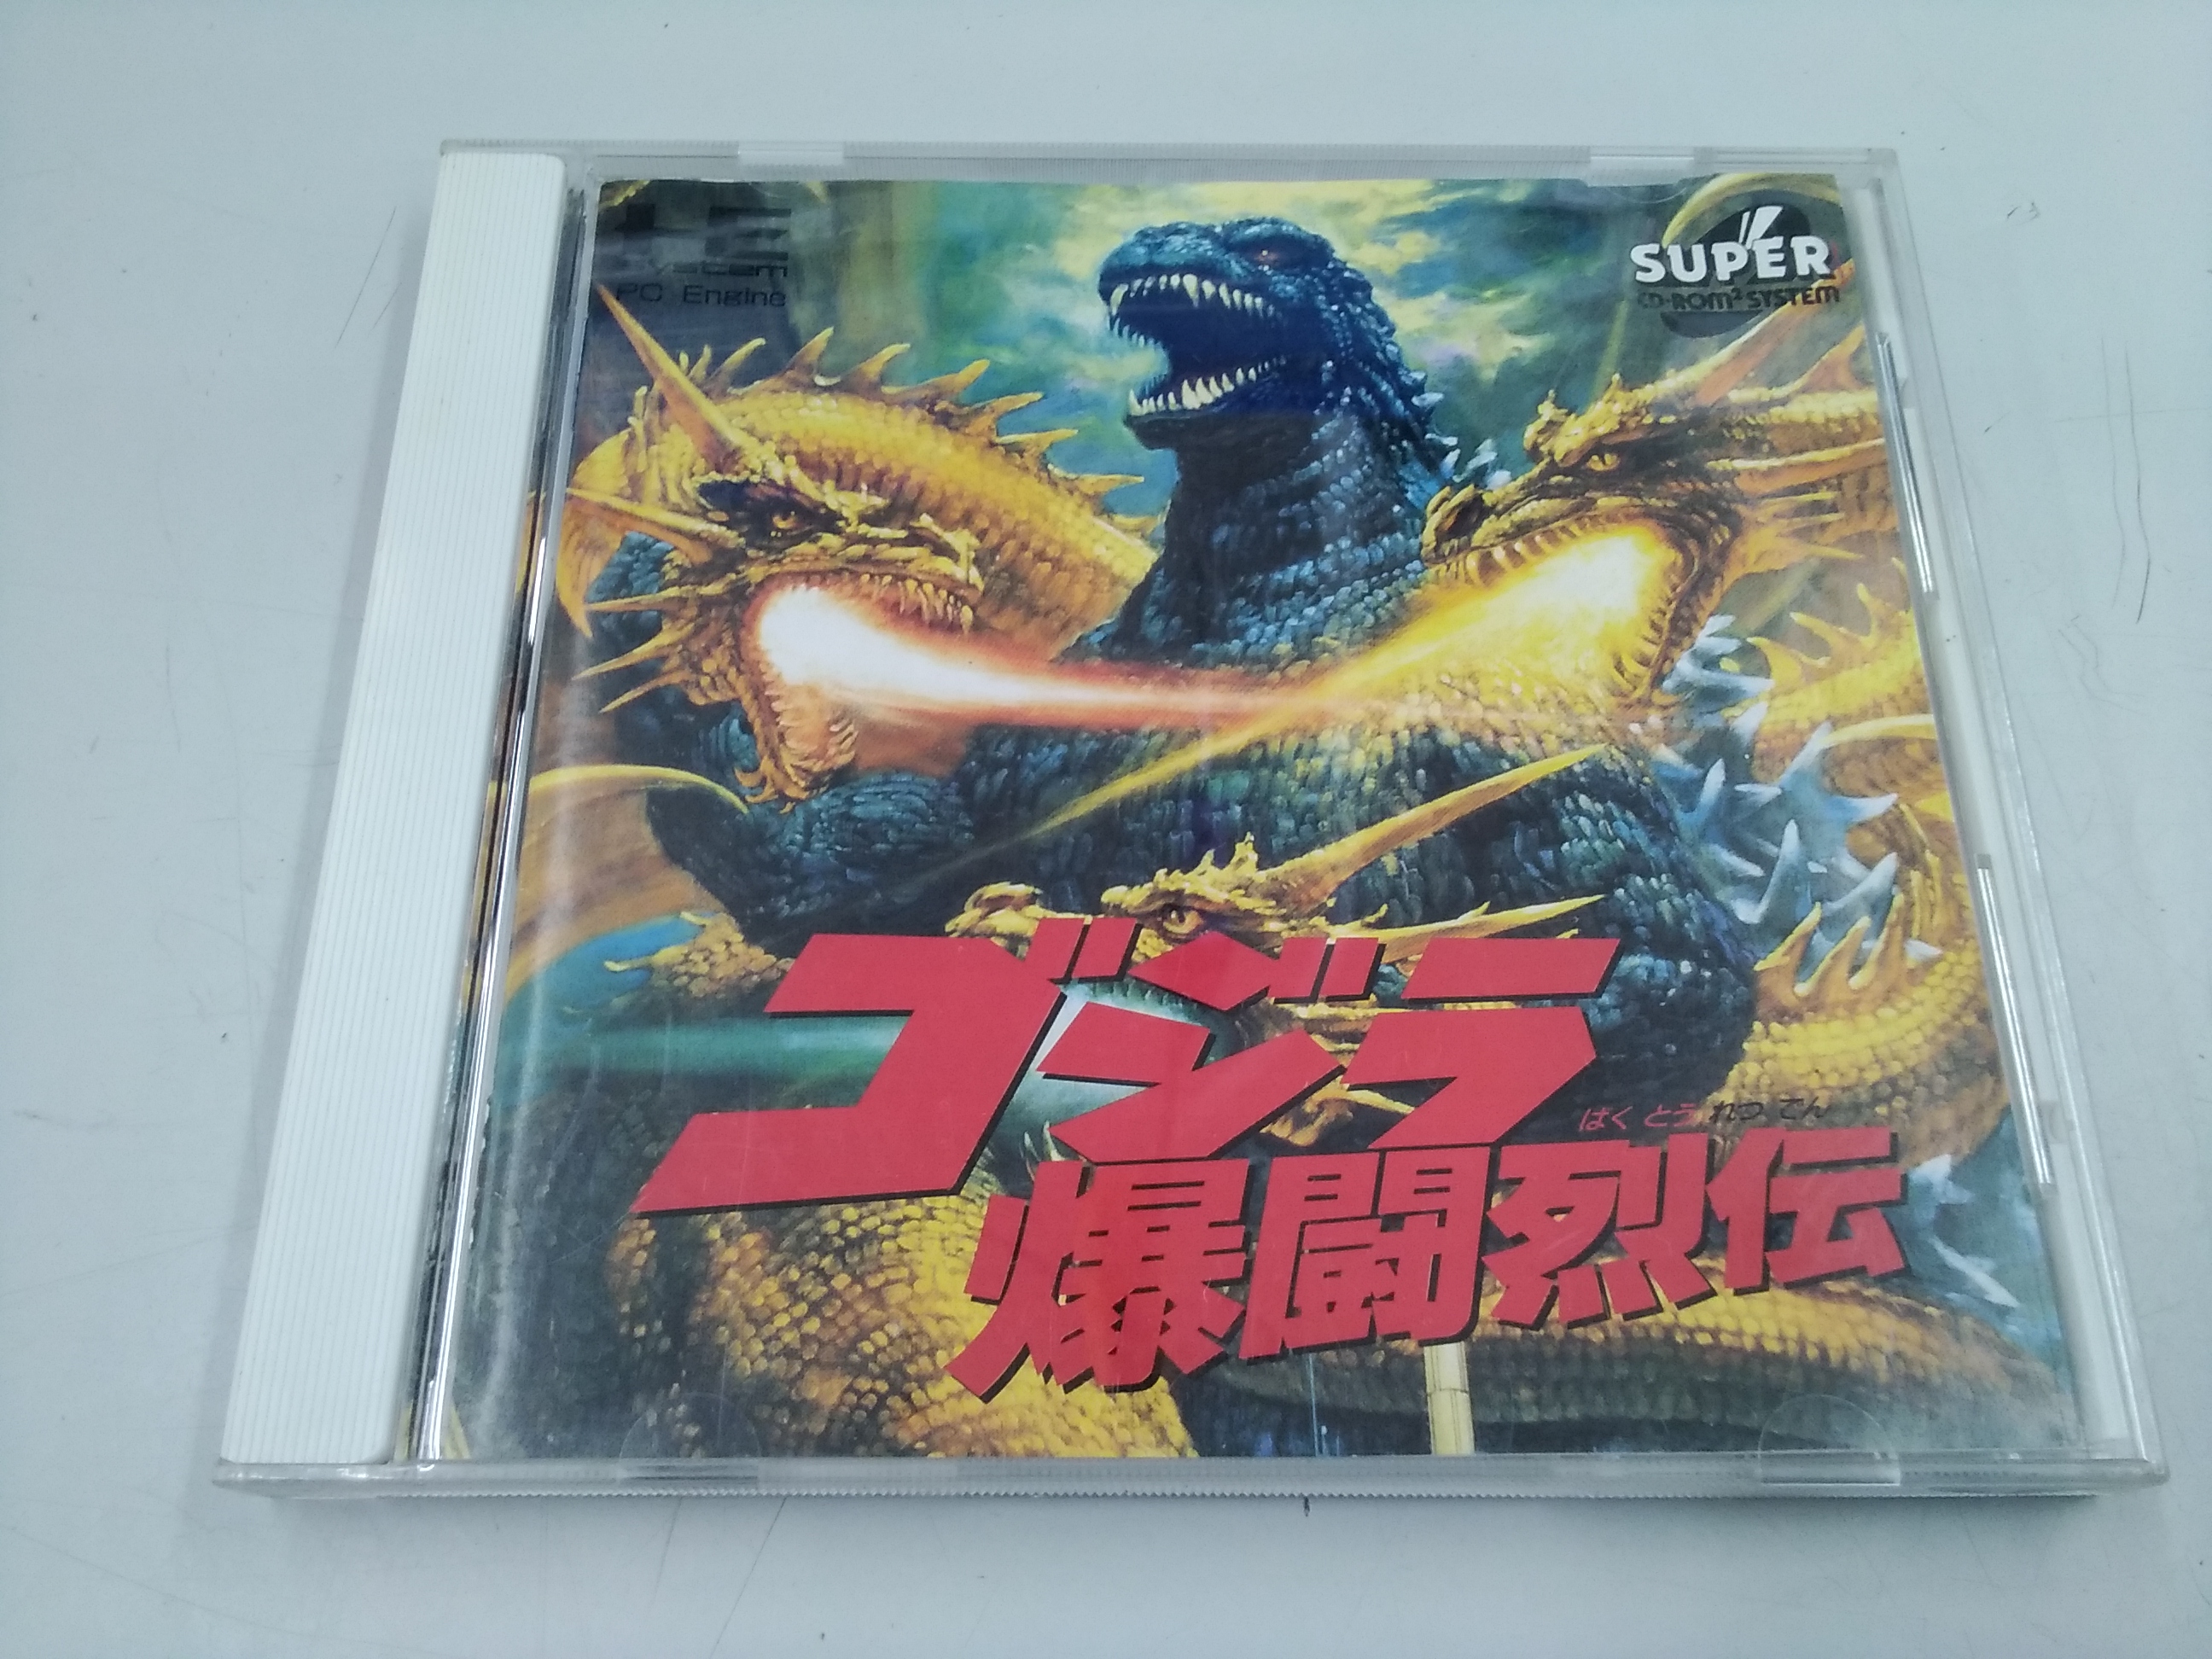 System
PC Engine
SUPER
CD-ROM² SYSTEM
ゴジラ
ばくとうれつでん
爆闘烈伝